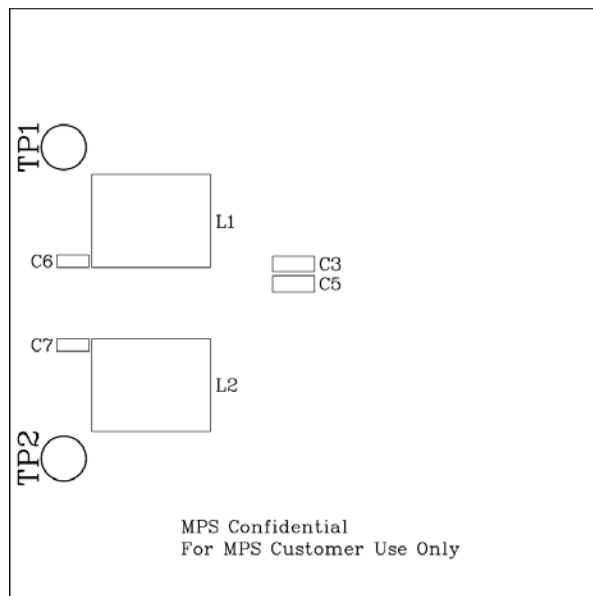 TP1
L1
C6
C3
C5
C7
L2
TP2
MPS Confidential
For MPS Customer Use Only